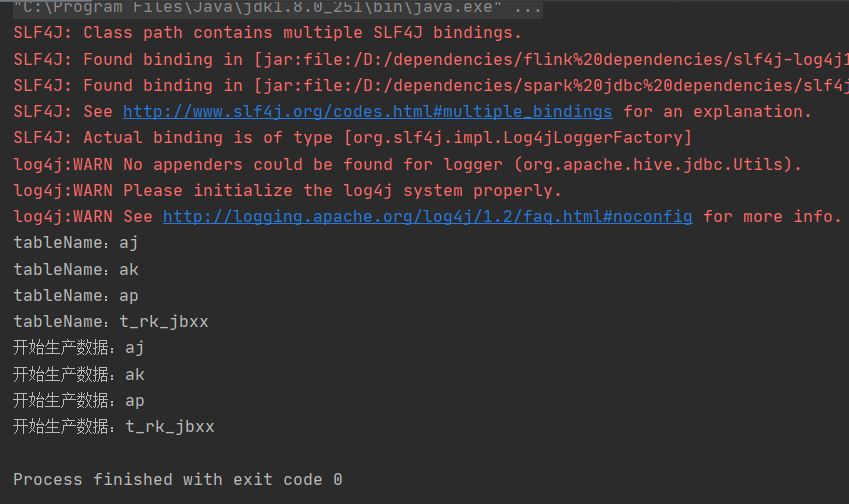 "C:\Program Files\Java\jdk1.8.0_251\bin\java.exe" ...
SLF4J: Class path contains multiple SLF4J bindings.
SLF4J: Found binding in [jar:file:/D:/dependencies/flink%20dependencies/slf4j-log4j1
SLF4J: Found binding in [jar:file:/D:/dependencies/spark%20jdbc%20dependencies/slf4j
SLF4J: See http://www.slf4j.org/codes.html#multiple_bindings for an explanation.
SLF4J: Actual binding is of type [org.slf4j.impl.Log4jLoggerFactory]
log4j:WARN No appenders could be found for logger (org.apache.hive.jdbc.Utils).
log4j:WARN Please initialize the log4j system properly.
log4j:WARN See http://logging.apache.org/log4j/1.2/faq.html#noconfig for more info.
tableName：aj
tableName：ak
tableName：ap
tableName：t_rk_jbxx
开始生产数据：aj
开始生产数据：ak
开始生产数据：ap
开始生产数据：t_rk_jbxx
Process finished with exit code 0